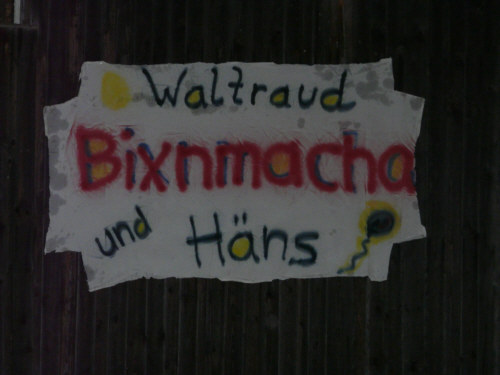 Waltraud
Bixnmacha
und Häns